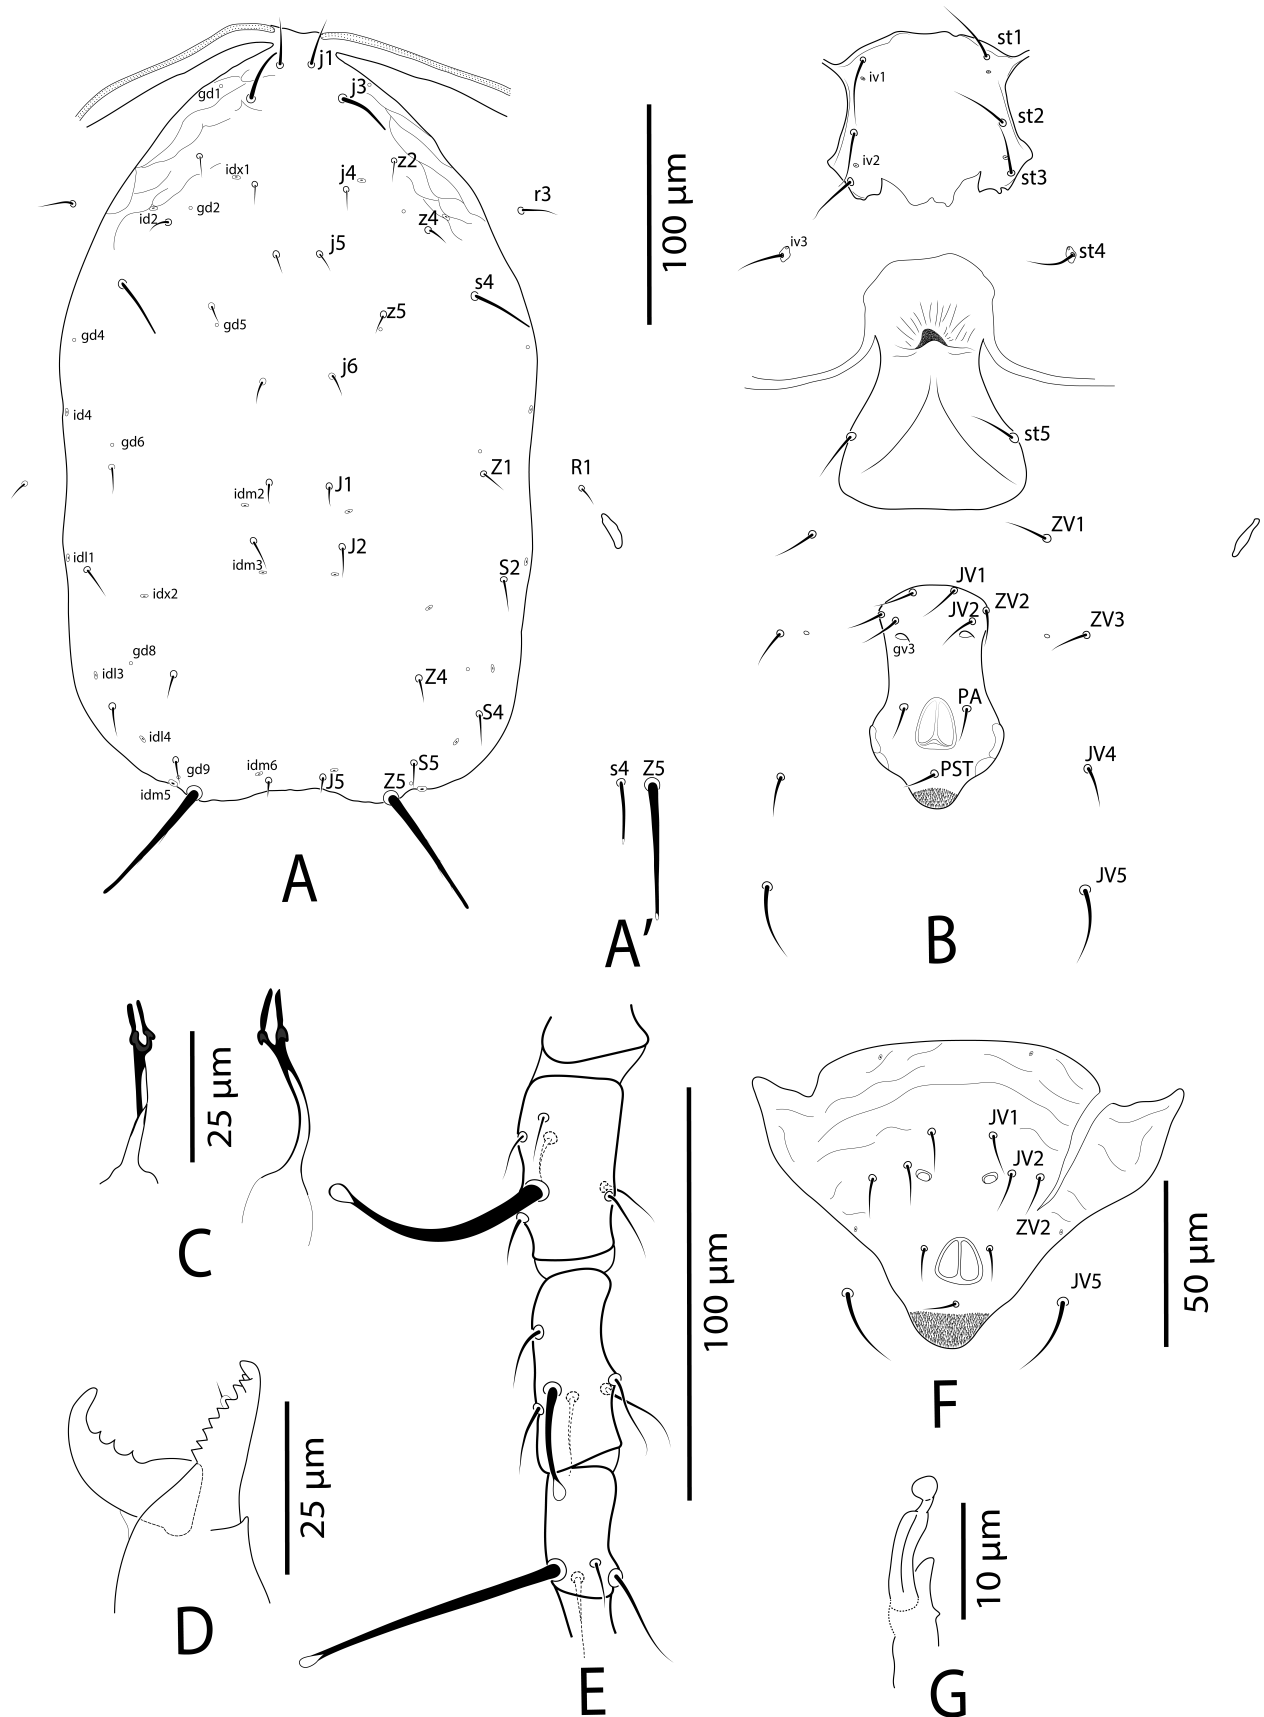 j1
gd1
j3
idx1
j4
z2
id2
gd2
z4
r3
j5
s4
gd5
z5
gd4
j6
id4
gd6
Z1
R1
idm2
J1
idl1
idm3
J2
S2
idx2
gd8
idl3
Z4
S4
idl4
gd9
idm6
S5
idm5
J5
Z5
A
100 µm
s4
Z5
A′
st1
iv1
st2
iv2
st3
iv3
st4
st5
ZV1
JV1
ZV2
JV2
ZV3
gv3
PA
JV4
PST
JV5
B
25 µm
C
25 µm
D
100 µm
E
JV1
JV2
ZV2
JV5
50 µm
F
10 µm
G